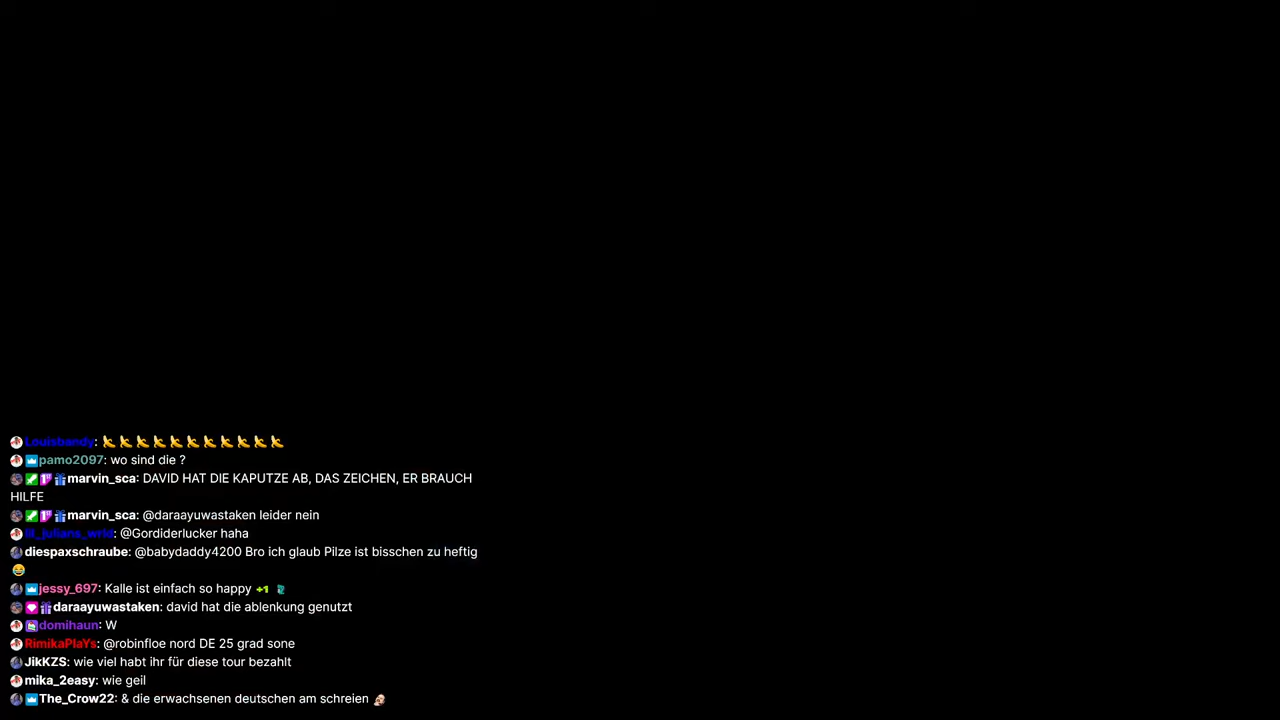 Louisbandy: 🍌🍌🍌🍌🍌🍌🍌🍌🍌🍌🍌
pamo2097: wo sind die ?
marvin_sca: DAVID HAT DIE KAPUTZE AB, DAS ZEICHEN, ER BRAUCH
HILFE
marvin_sca: @daraayuwastaken leider nein
lil_julians_wrld: @Gordiderlucker haha
diespaxschraube: @babydaddy4200 Bro ich glaub Pilze ist bisschen zu heftig
😂
jessy_697: Kalle ist einfach so happy +1
daraayuwastaken: david hat die ablenkung genutzt
domihaun: W
RimikaPlaYs: @robinfloe nord DE 25 grad sone
JikKZS: wie viel habt ihr für diese tour bezahlt
mika_2easy: wie geil
The_Crow22: & die erwachsenen deutschen am schreien